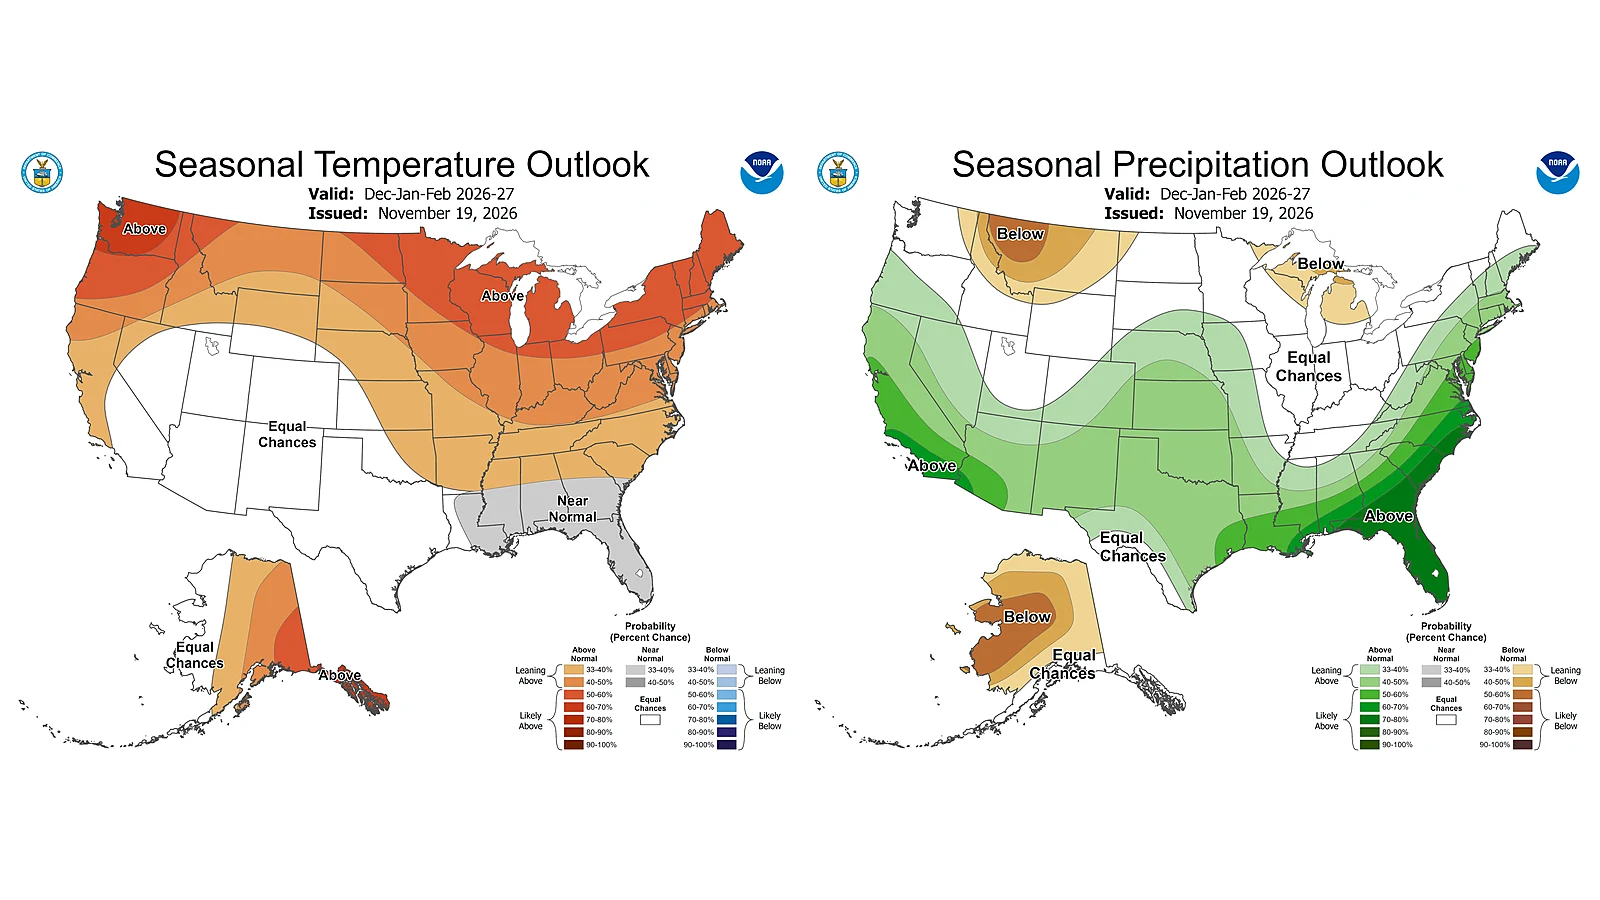 Seasonal Temperature Outlook
Valid: Dec-Jan-Feb 2026-27
Issued: November 19, 2026
NOAA
Above
Above
Equal
Chances
Near
Normal
Equal
Chances
Above
Probability
(Percent Chance)
Above
Normal
Near
Normal
Below
Normal
Leaning
Above
33-40%
40-50%
33-40%
40-50%
33-40%
40-50%
Leaning
Below
Likely
Above
50-60%
60-70%
70-80%
80-90%
90-100%
Equal
Chances
50-60%
60-70%
70-80%
80-90%
90-100%
Likely
Below
Seasonal Precipitation Outlook
Valid: Dec-Jan-Feb 2026-27
Issued: November 19, 2026
NOAA
Below
Below
Equal
Chances
Above
Above
Equal
Chances
Below
Equal
Chances
Probability
(Percent Chance)
Above
Normal
Near
Normal
Below
Normal
Leaning
Above
33-40%
40-50%
33-40%
40-50%
33-40%
40-50%
Leaning
Below
Likely
Above
50-60%
60-70%
70-80%
80-90%
90-100%
Equal
Chances
50-60%
60-70%
70-80%
80-90%
90-100%
Likely
Below